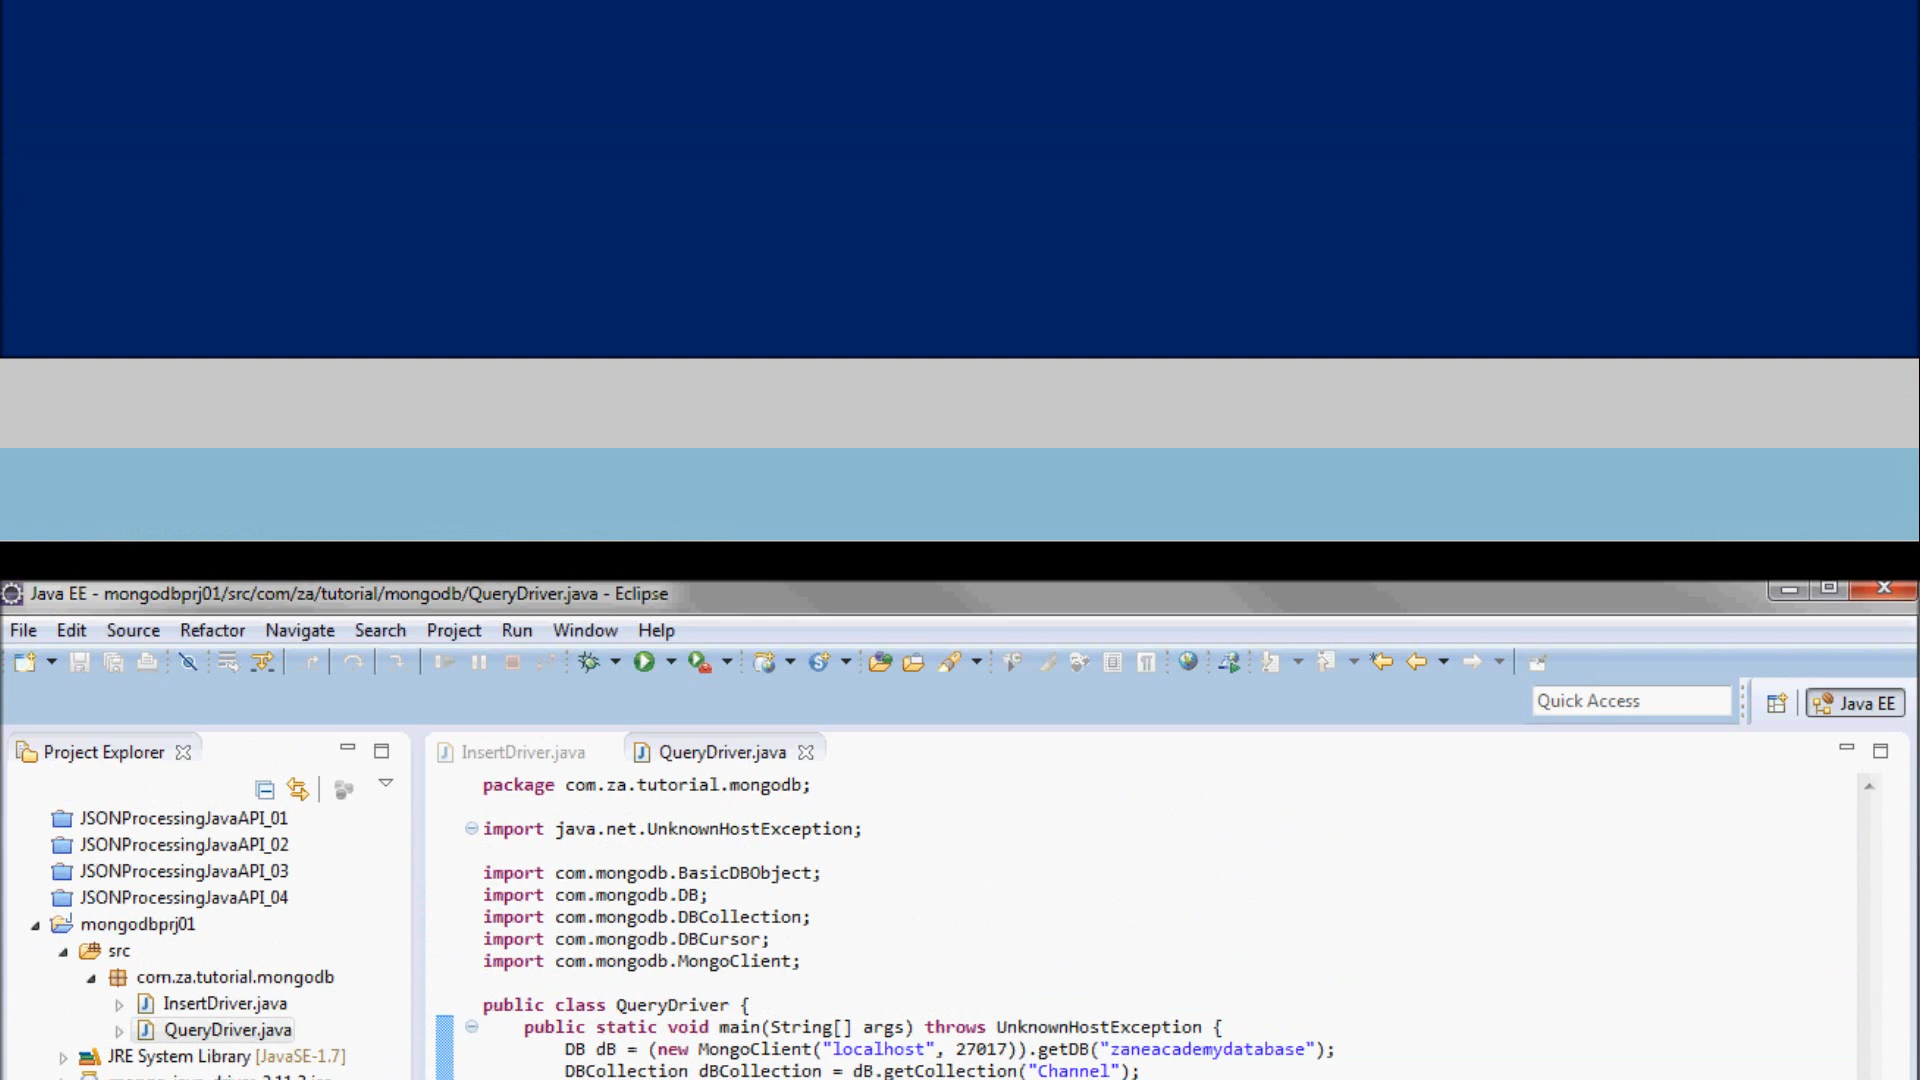 Java EE - mongodbprj01/src/com/za/tutorial/mongodb/QueryDriver.java - Eclipse
File Edit Source Refactor Navigate Search Project Run Window Help
Quick Access
Java EE
Project Explorer
InsertDriver.java
QueryDriver.java
JSONProcessingJavaAPI_01
JSONProcessingJavaAPI_02
JSONProcessingJavaAPI_03
JSONProcessingJavaAPI_04
mongodbprj01
src
com.za.tutorial.mongodb
InsertDriver.java
QueryDriver.java
JRE System Library [JavaSE-1.7]
package com.za.tutorial.mongodb;
import java.net.UnknownHostException;
import com.mongodb.BasicDBObject;
import com.mongodb.DB;
import com.mongodb.DBCollection;
import com.mongodb.DBCursor;
import com.mongodb.MongoClient;
public class QueryDriver {
public static void main(String[] args) throws UnknownHostException {
DB dB = (new MongoClient("localhost", 27017)).getDB("zaneacademydatabase");
DBCollection dBCollection = dB.getCollection("Channel");